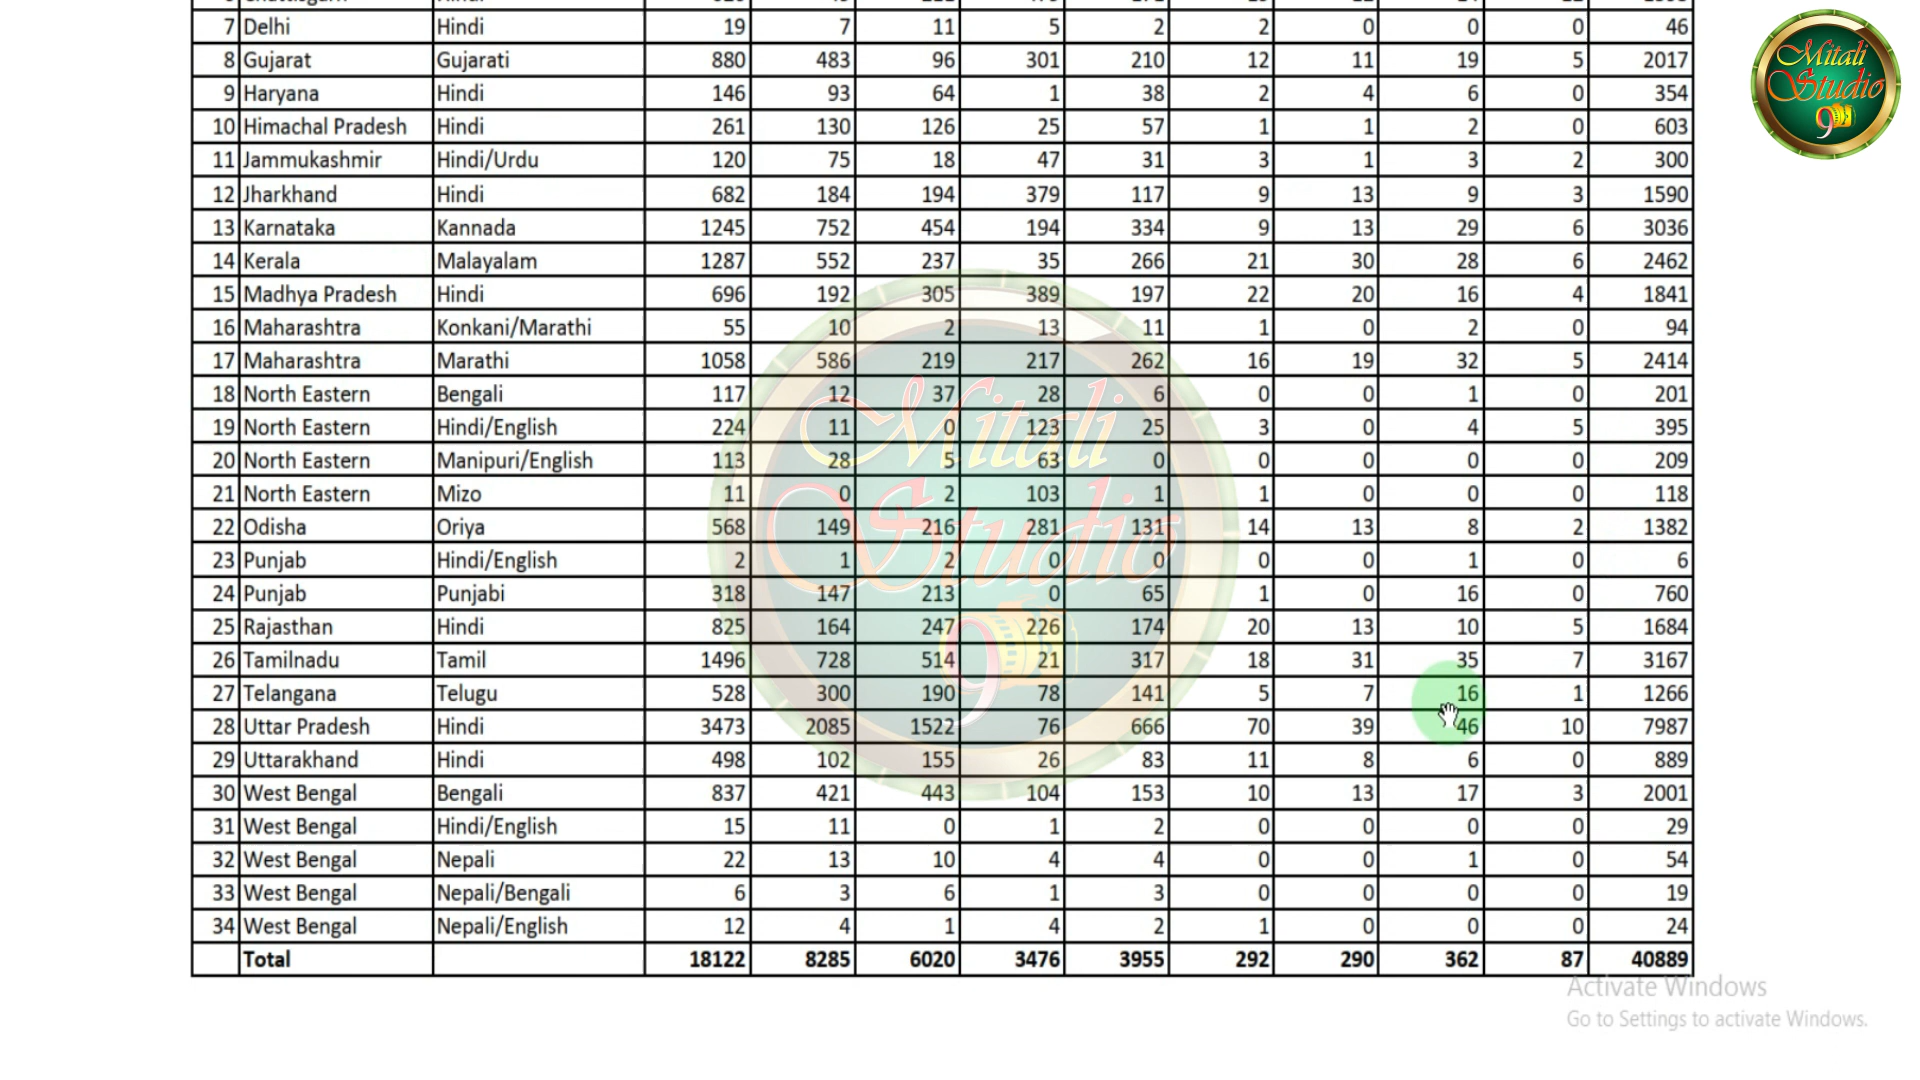 7 Delhi Hindi 19 7 11 5 2 2 0 0 0 46
8 Gujarat Gujarati 880 483 96 301 210 12 11 19 5 2017
9 Haryana Hindi 146 93 64 1 38 2 4 6 0 354
10 Himachal Pradesh Hindi 261 130 126 25 57 1 1 2 0 603
11 Jammukashmir Hindi/Urdu 120 75 18 47 31 3 1 3 2 300
12 Jharkhand Hindi 682 184 194 379 117 9 13 9 3 1590
13 Karnataka Kannada 1245 752 454 194 334 9 13 29 6 3036
14 Kerala Malayalam 1287 552 237 35 266 21 30 28 6 2462
15 Madhya Pradesh Hindi 696 192 305 389 197 22 20 16 4 1841
16 Maharashtra Konkani/Marathi 55 10 2 13 11 1 0 2 0 94
17 Maharashtra Marathi 1058 586 219 217 262 16 19 32 5 2414
18 North Eastern Bengali 117 12 37 28 6 0 0 1 0 201
19 North Eastern Hindi/English 224 11 0 123 25 3 0 4 5 395
20 North Eastern Manipuri/English 113 28 5 63 0 0 0 0 0 209
21 North Eastern Mizo 11 0 2 103 1 1 0 0 0 118
22 Odisha Oriya 568 149 216 281 131 14 13 8 2 1382
23 Punjab Hindi/English 2 1 2 0 0 0 0 1 0 6
24 Punjab Punjabi 318 147 213 0 65 1 0 16 0 760
25 Rajasthan Hindi 825 164 247 226 174 20 13 10 5 1684
26 Tamilnadu Tamil 1496 728 514 21 317 18 31 35 7 3167
27 Telangana Telugu 528 300 190 78 141 5 7 16 1 1266
28 Uttar Pradesh Hindi 3473 2085 1522 76 666 70 39 46 10 7987
29 Uttarakhand Hindi 498 102 155 26 83 11 8 6 0 889
30 West Bengal Bengali 837 421 443 104 153 10 13 17 3 2001
31 West Bengal Hindi/English 15 11 0 1 2 0 0 0 0 29
32 West Bengal Nepali 22 13 10 4 4 0 0 1 0 54
33 West Bengal Nepali/Bengali 6 3 6 1 3 0 0 0 0 19
34 West Bengal Nepali/English 12 4 1 4 2 1 0 0 0 24
Total 18122 8285 6020 3476 3955 292 290 362 87 40889
Mitali
Studio
9
Mitali
Studio
9
Activate Windows
Go to Settings to activate Windows.